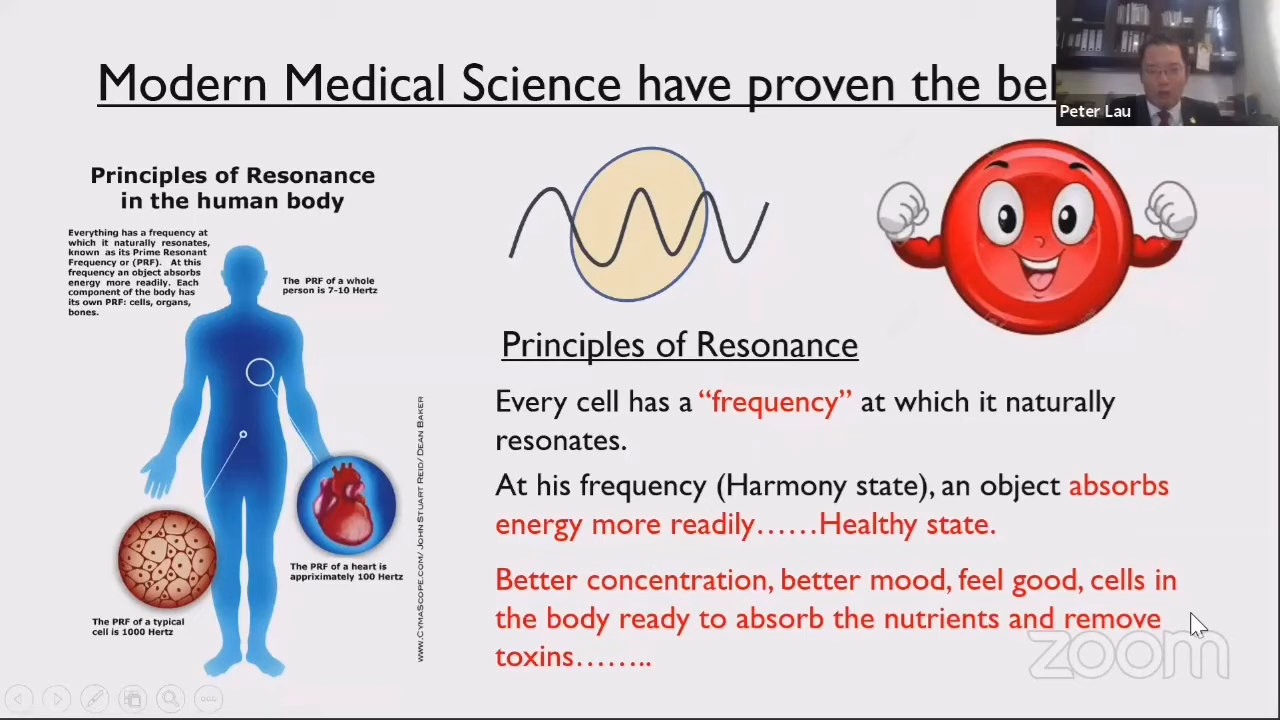 Modern Medical Science have proven the
Peter Lau
Principles of Resonance
in the human body
Everything has a frequency at
which it naturally resonates,
known as its Prime Resonant
Frequency or (PRF). At this
frequency an object absorbs
energy more readily. Each
component of the body has
its own PRF: cells, organs,
bones.
The PRF of a whole
person is 7-10 Hertz
The PRF of a heart is
appriximately 100 Hertz
The PRF of a typical
cell is 1000 Hertz
www.CymaScope.com/John Stuart Reid/Dean Baker
Principles of Resonance
Every cell has a “frequency” at which it naturally
resonates.
At his frequency (Harmony state), an object absorbs
energy more readily……Healthy state.
Better concentration, better mood, feel good, cells in
the body ready to absorb the nutrients and remove
toxins……..
zoom